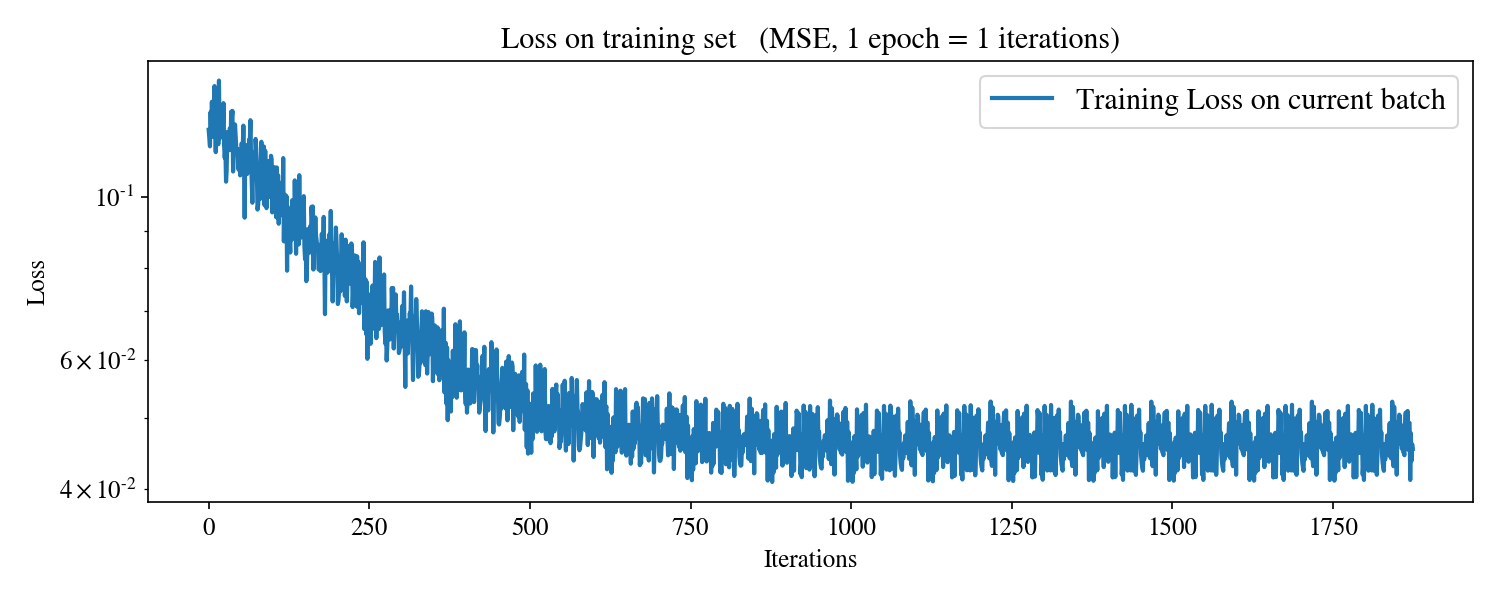 Loss on training set (MSE, 1 epoch = 1 iterations)
Training Loss on current batch
10⁻¹
6 × 10⁻²
4 × 10⁻²
Loss
0 250 500 750 1000 1250 1500 1750
Iterations